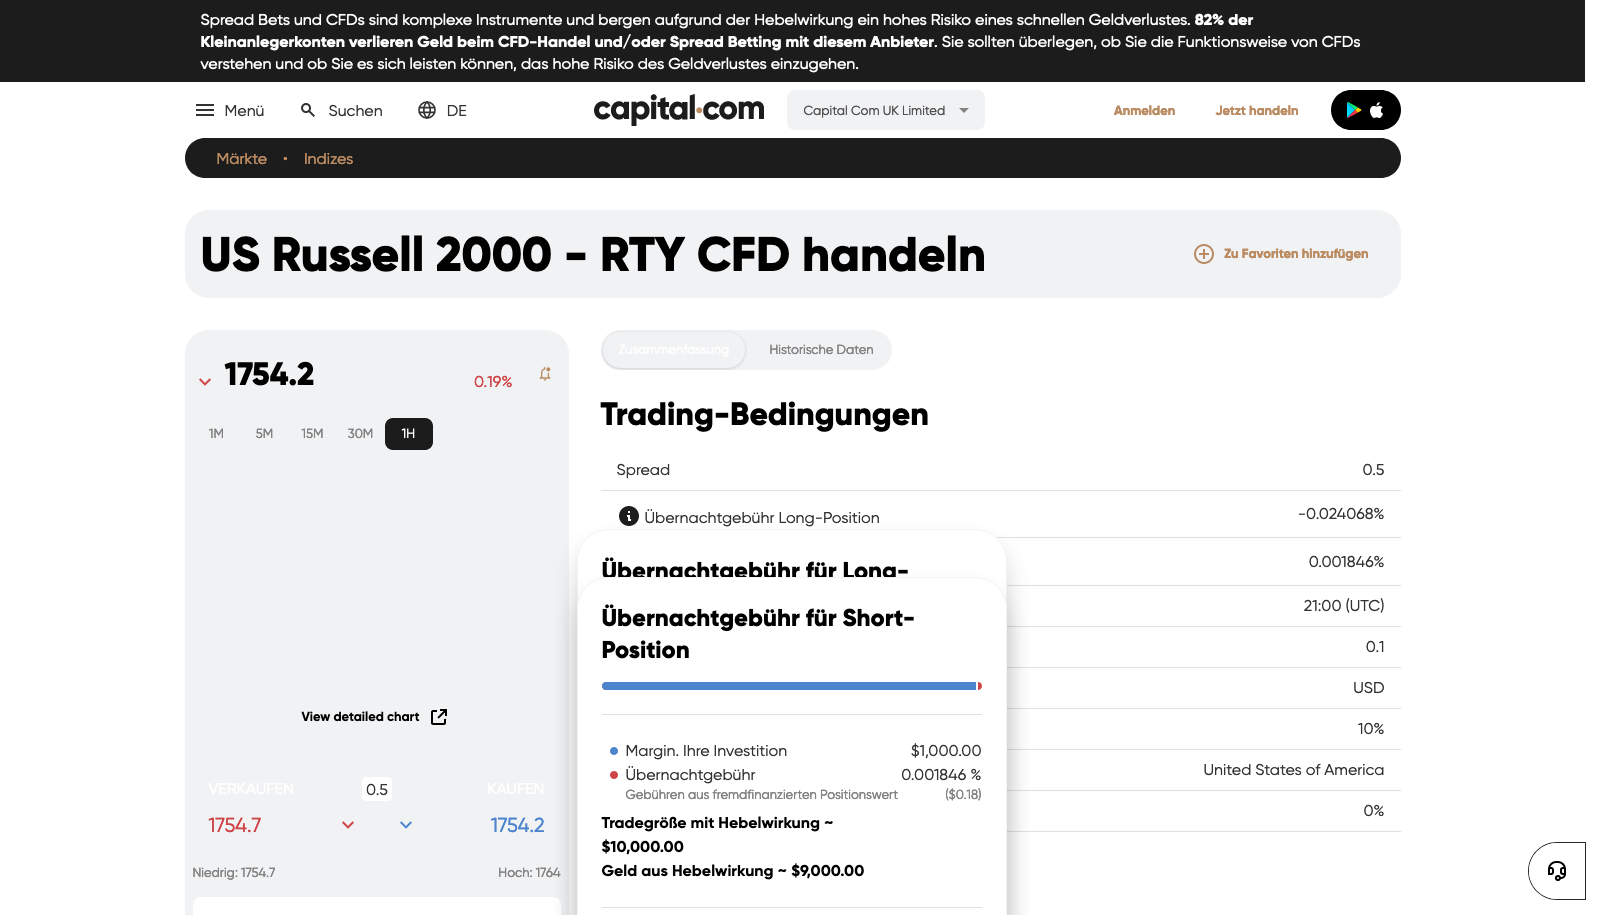 Spread Bets und CFDs sind komplexe Instrumente und bergen aufgrund der Hebelwirkung ein hohes Risiko eines schnellen Geldverlustes. 82% der
Kleinanlegerkonten verlieren Geld beim CFD-Handel und/oder Spread Betting mit diesem Anbieter. Sie sollten überlegen, ob Sie die Funktionsweise von CFDs
verstehen und ob Sie es sich leisten können, das hohe Risiko des Geldverlustes einzugehen.
Menü Suchen DE capital.com Capital Com UK Limited Anmelden Jetzt handeln
Märkte • Indizes
US Russell 2000 - RTY CFD handeln
Zu Favoriten hinzufügen
1754.2 0.19%
1M 5M 15M 30M 1H
View detailed chart
VERKAUFEN 0.5 KAUFEN
1754.7 1754.2
Niedrig: 1754.7 Hoch: 1764
Zusammenfassung Historische Daten
Trading-Bedingungen
Spread 0.5
Übernachtgebühr Long-Position -0.024068%
Übernachtgebühr für Long-
0.001846%
21:00 (UTC)
0.1
USD
10%
United States of America
0%
Übernachtgebühr für Short-
Position
Margin. Ihre Investition $1,000.00
Übernachtgebühr 0.001846 %
Gebühren aus fremdfinanzierten Positionswert ($0.18)
Tradegröße mit Hebelwirkung ~
$10,000.00
Geld aus Hebelwirkung ~ $9,000.00